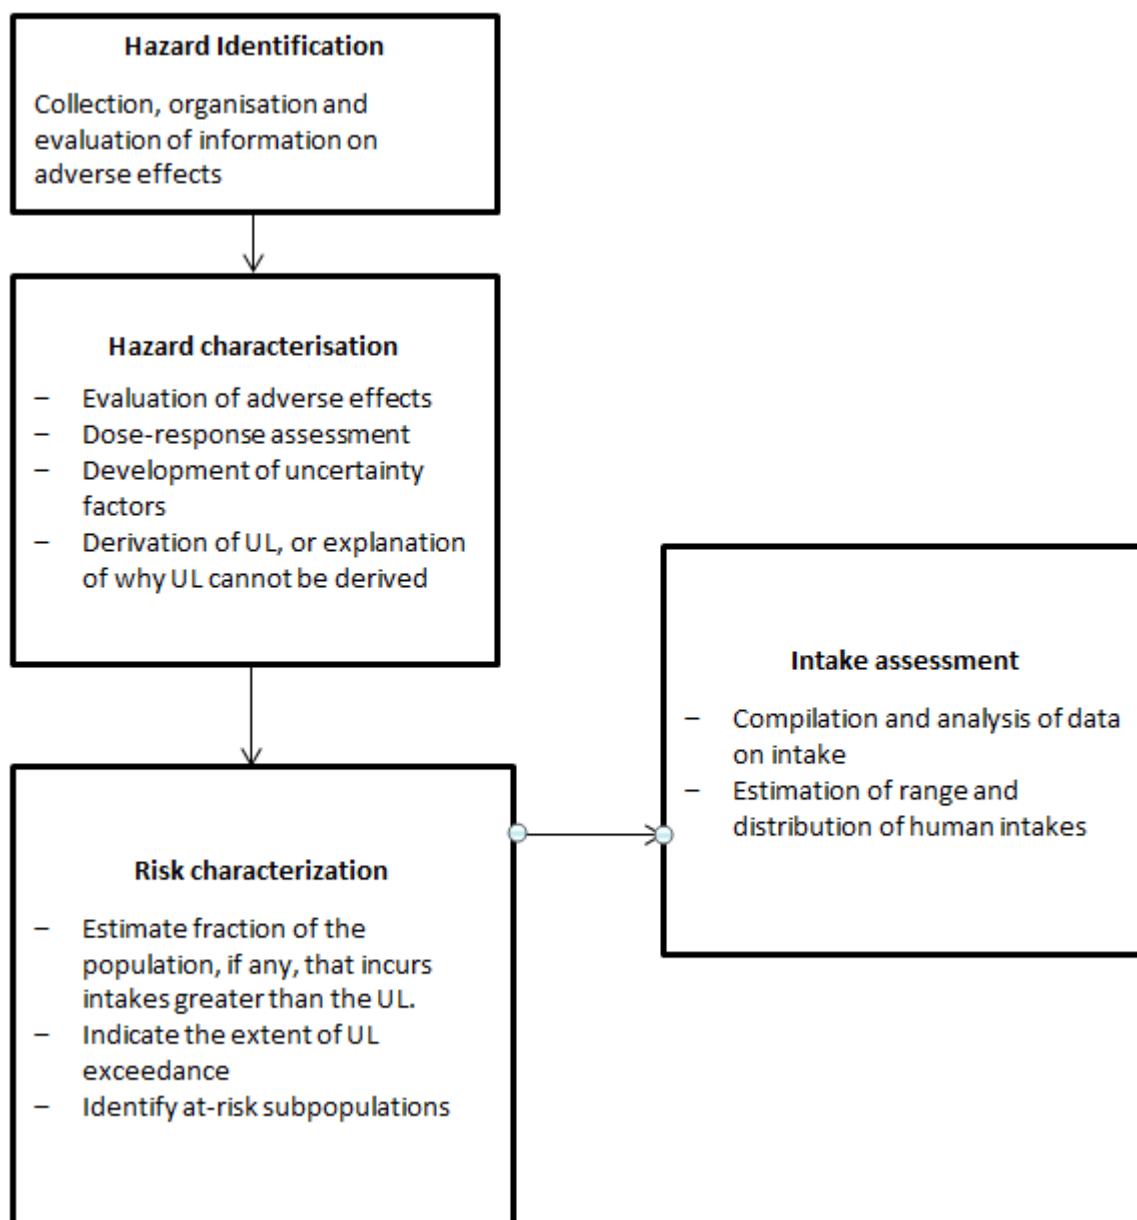 Hazard Identification
Collection, organisation and
evaluation of information on
adverse effects
Hazard characterisation
– Evaluation of adverse effects
– Dose-response assessment
– Development of uncertainty
factors
– Derivation of UL, or explanation
of why UL cannot be derived
Intake assessment
– Compilation and analysis of data
on intake
– Estimation of range and
distribution of human intakes
Risk characterization
– Estimate fraction of the
population, if any, that incurs
intakes greater than the UL.
– Indicate the extent of UL
exceedance
– Identify at-risk subpopulations